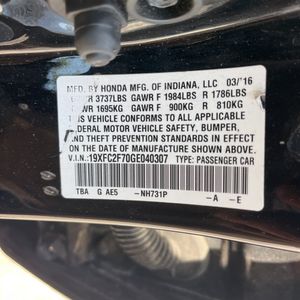 MFD. BY HONDA MFG. OF INDIANA, LLC 03/'16
GVWR 3737LBS GAWR F 1984LBS R 1786LBS
GVWR 1695KG GAWR F 900KG R 810KG
THIS VEHICLE CONFORMS TO ALL APPLICABLE
FEDERAL MOTOR VEHICLE SAFETY, BUMPER,
AND THEFT PREVENTION STANDARDS IN EFFECT
ON THE DATE OF MANUFACTURE SHOWN ABOVE.
V.I.N.:19XFC2F70GE040307 TYPE: PASSENGER CAR
TBA G AE5 -NH731P -A -E